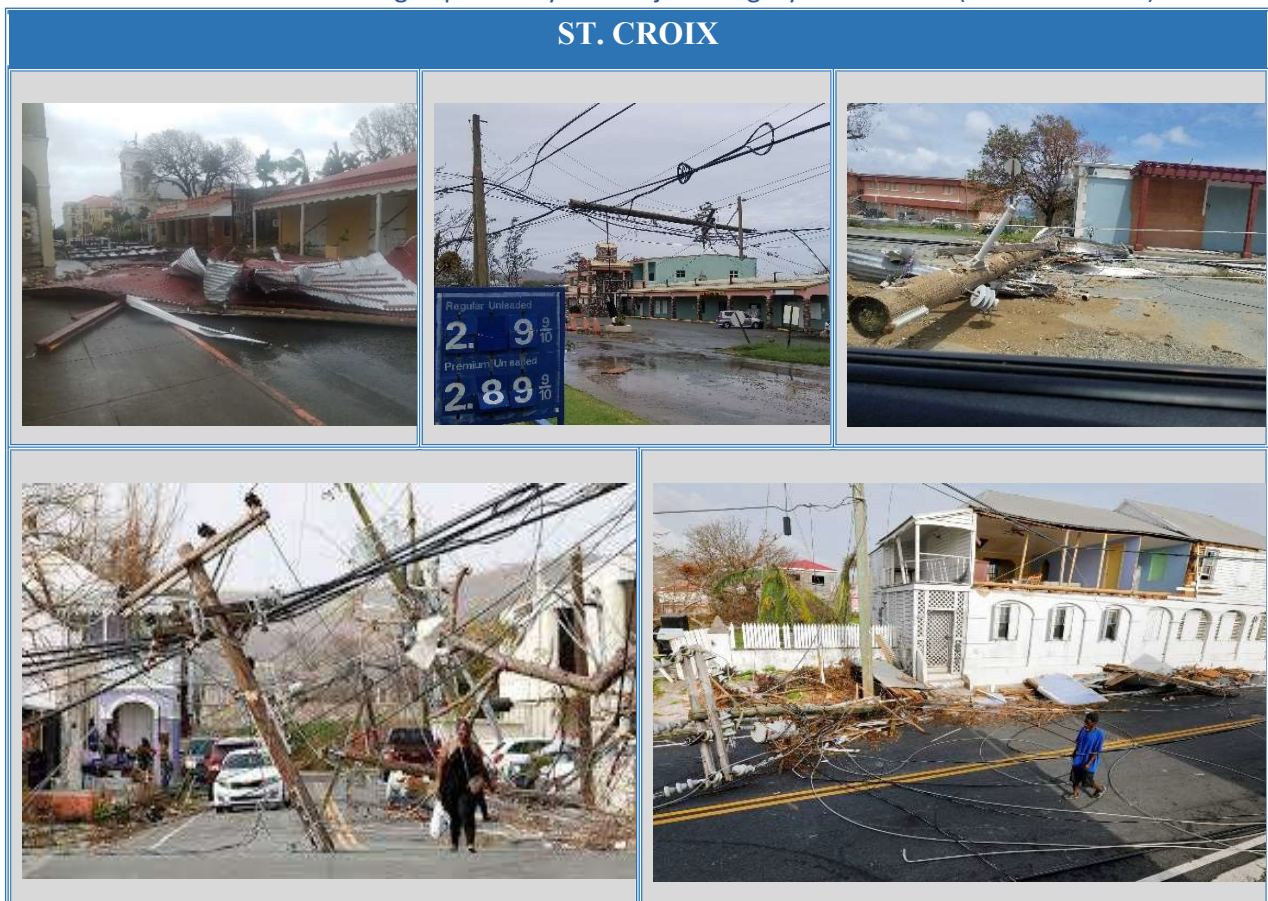 ST. CROIX
Regular Unleaded
2. 9 9/10
Premium Unleaded
2.89 9/10